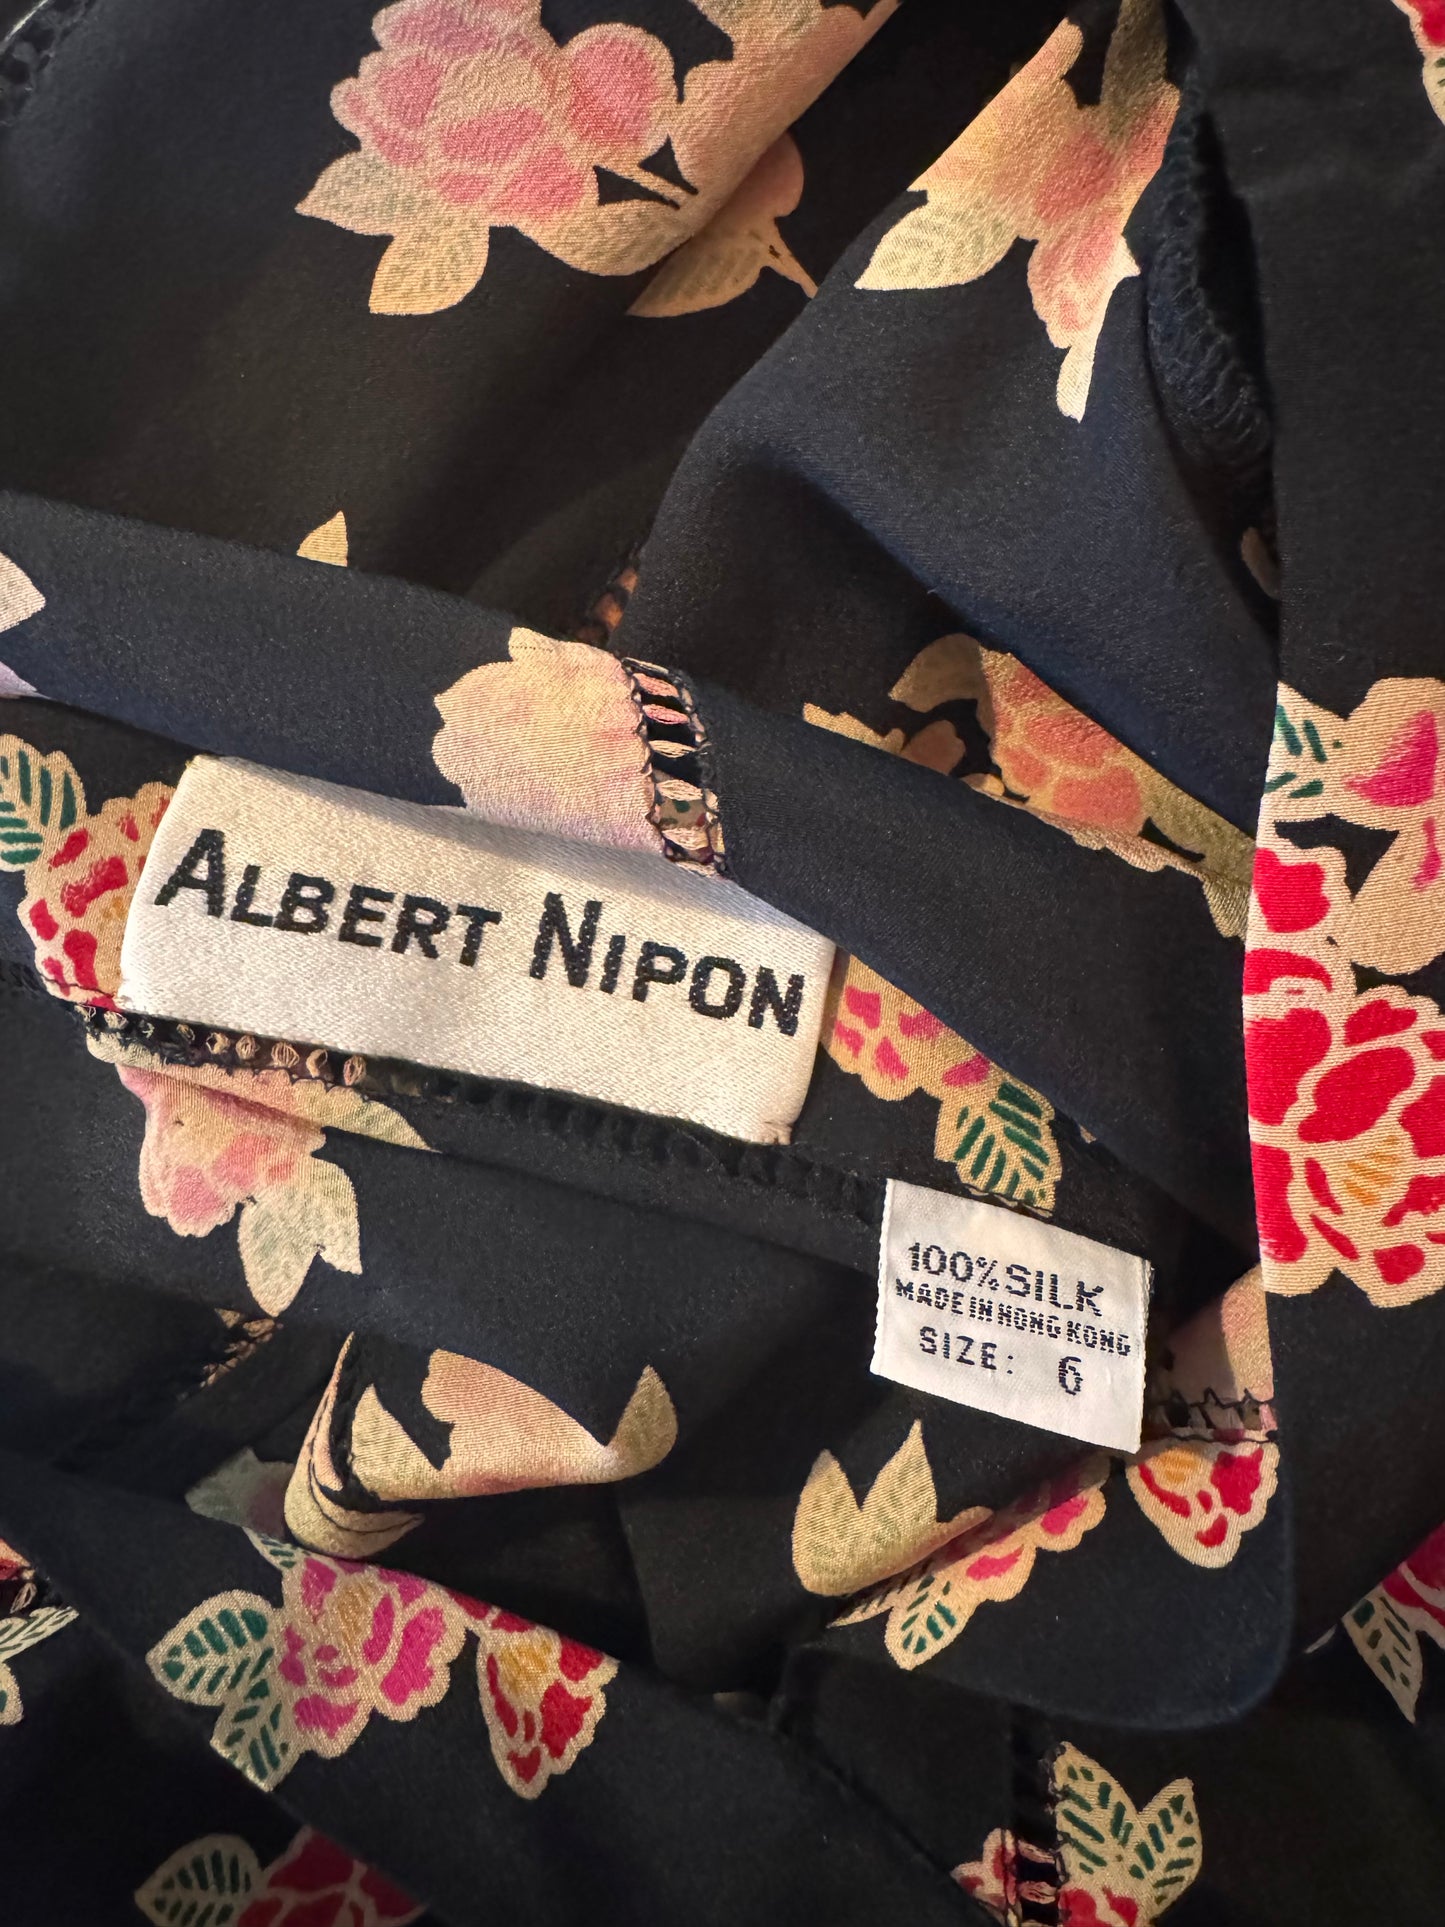 ALBERT NIPON
100% SILK
MADE IN HONG KONG
SIZE: 6